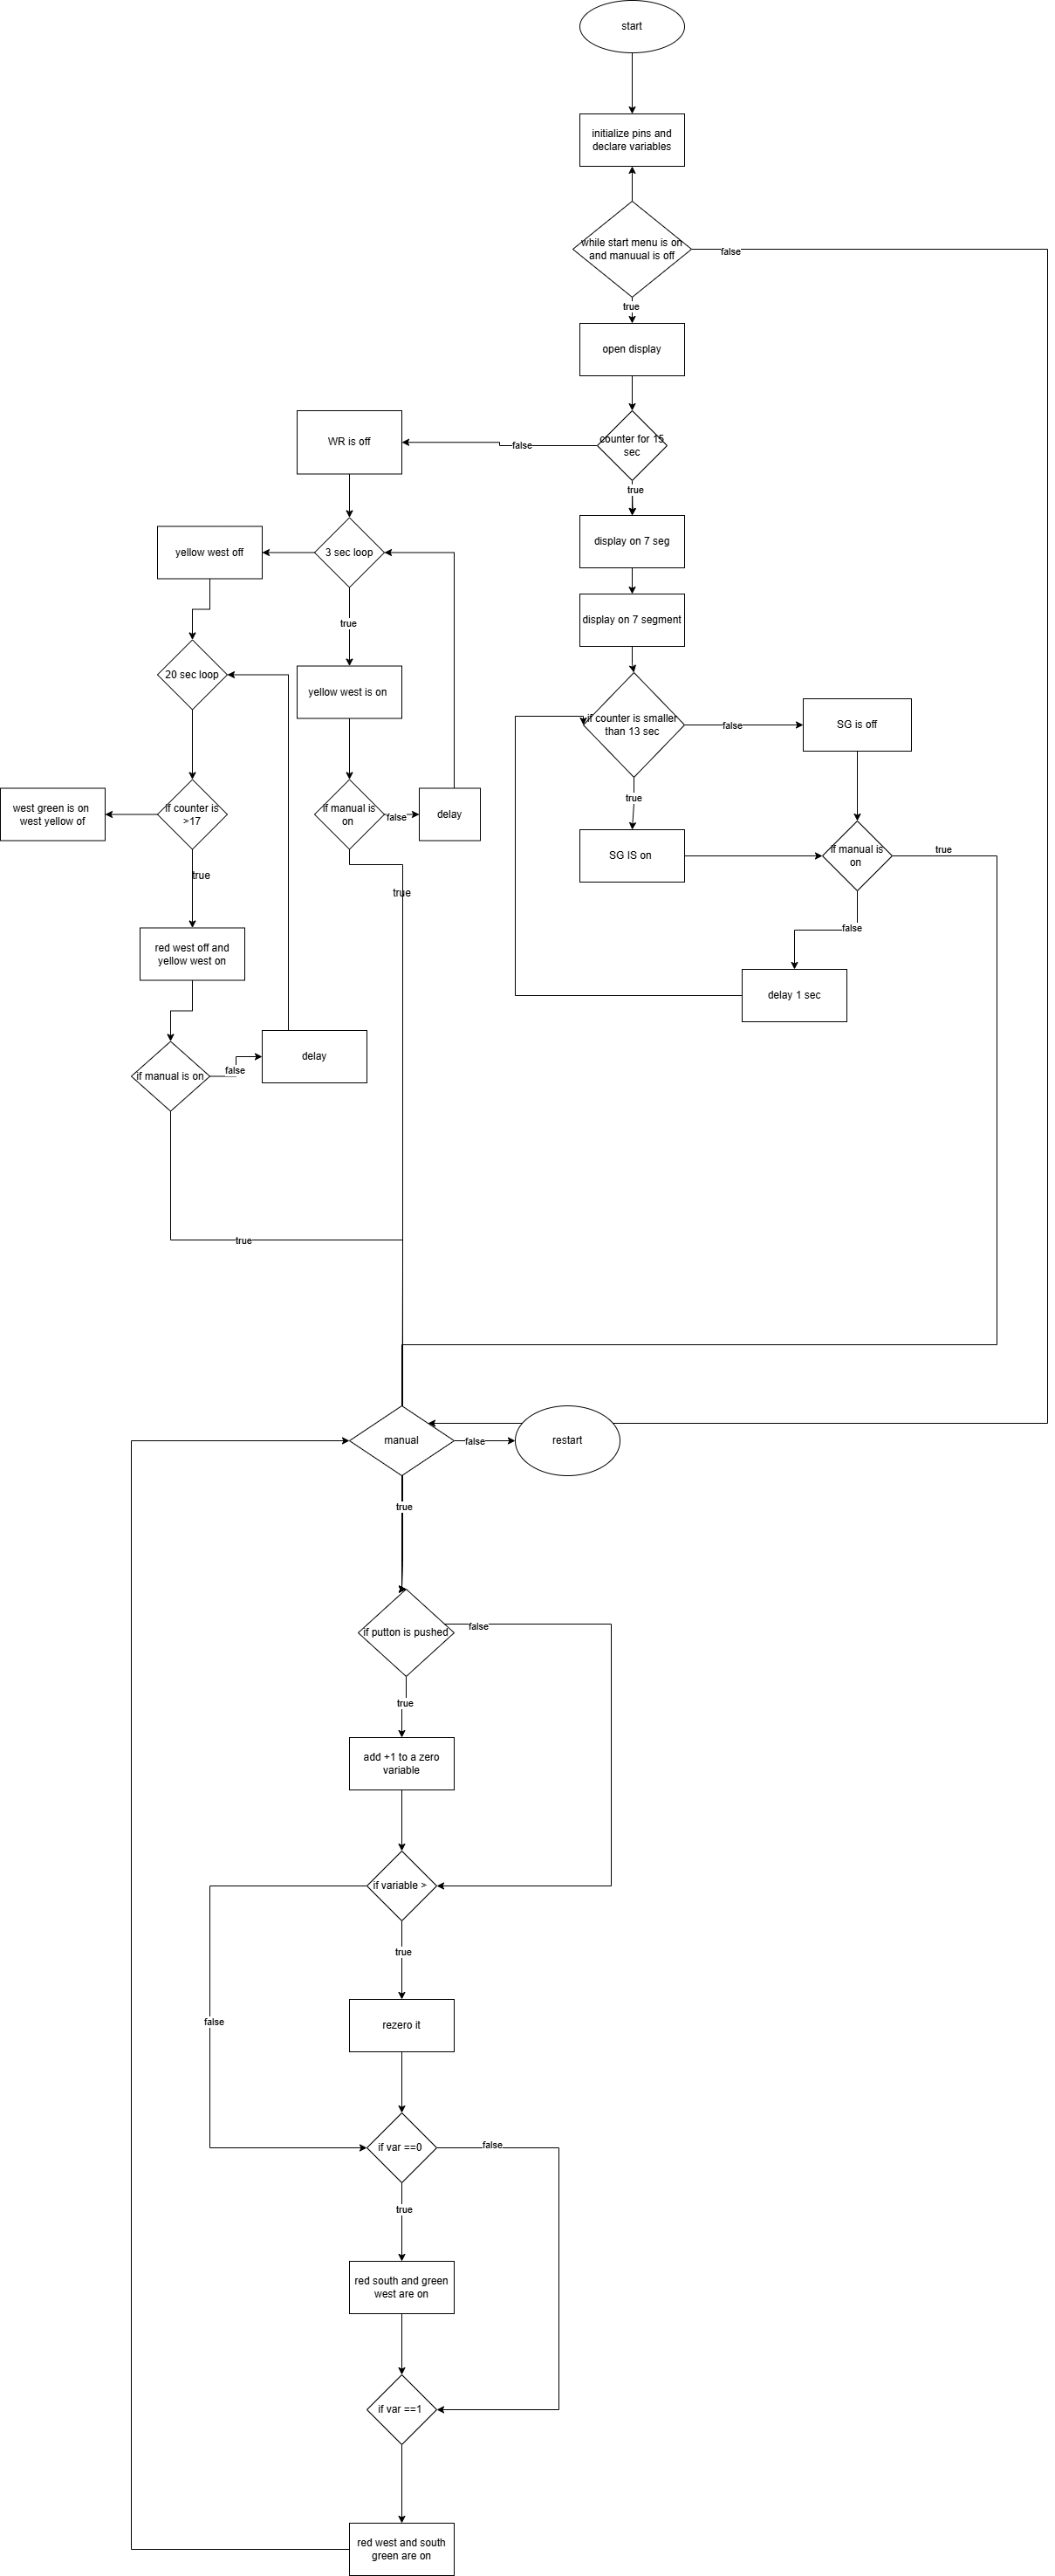 start
initialize pins and
declare variables
while start menu is on
and manuual is off
false
true
open display
counter for 15
sec
false
WR is off
true
display on 7 seg
3 sec loop
yellow west off
display on 7 segment
true
20 sec loop
yellow west is on
if counter is smaller
than 13 sec
false
SG is off
true
west green is on
west yellow of
if counter is
>17
if manual is
on
false
delay
SG IS on
if manual is
on
true
true
true
false
red west off and
yellow west on
delay 1 sec
delay
if manual is on
false
true
manual
false
restart
true
if putton is pushed
false
true
add +1 to a zero
variable
if variable >
true
false
rezero it
if var ==0
false
true
red south and green
west are on
if var ==1
red west and south
green are on